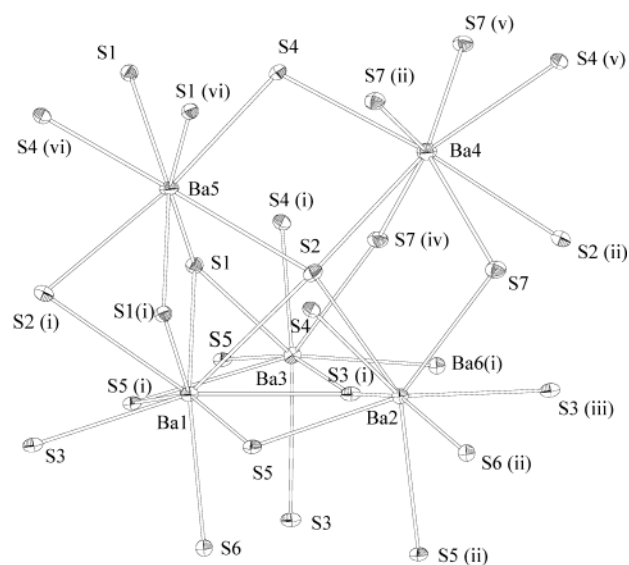 S7 (v)
S1
S4
S4 (v)
S7 (ii)
S1 (vi)
S4 (vi)
Ba4
Ba5
S4 (i)
S2
S7 (iv)
S2 (ii)
S1
S7
S2 (i)
S1(i)
S4
S5
Ba3
Ba6(i)
S5 (i)
S3 (i)
S3 (iii)
Ba1
Ba2
S3
S5
S6 (ii)
S3
S6
S5 (ii)